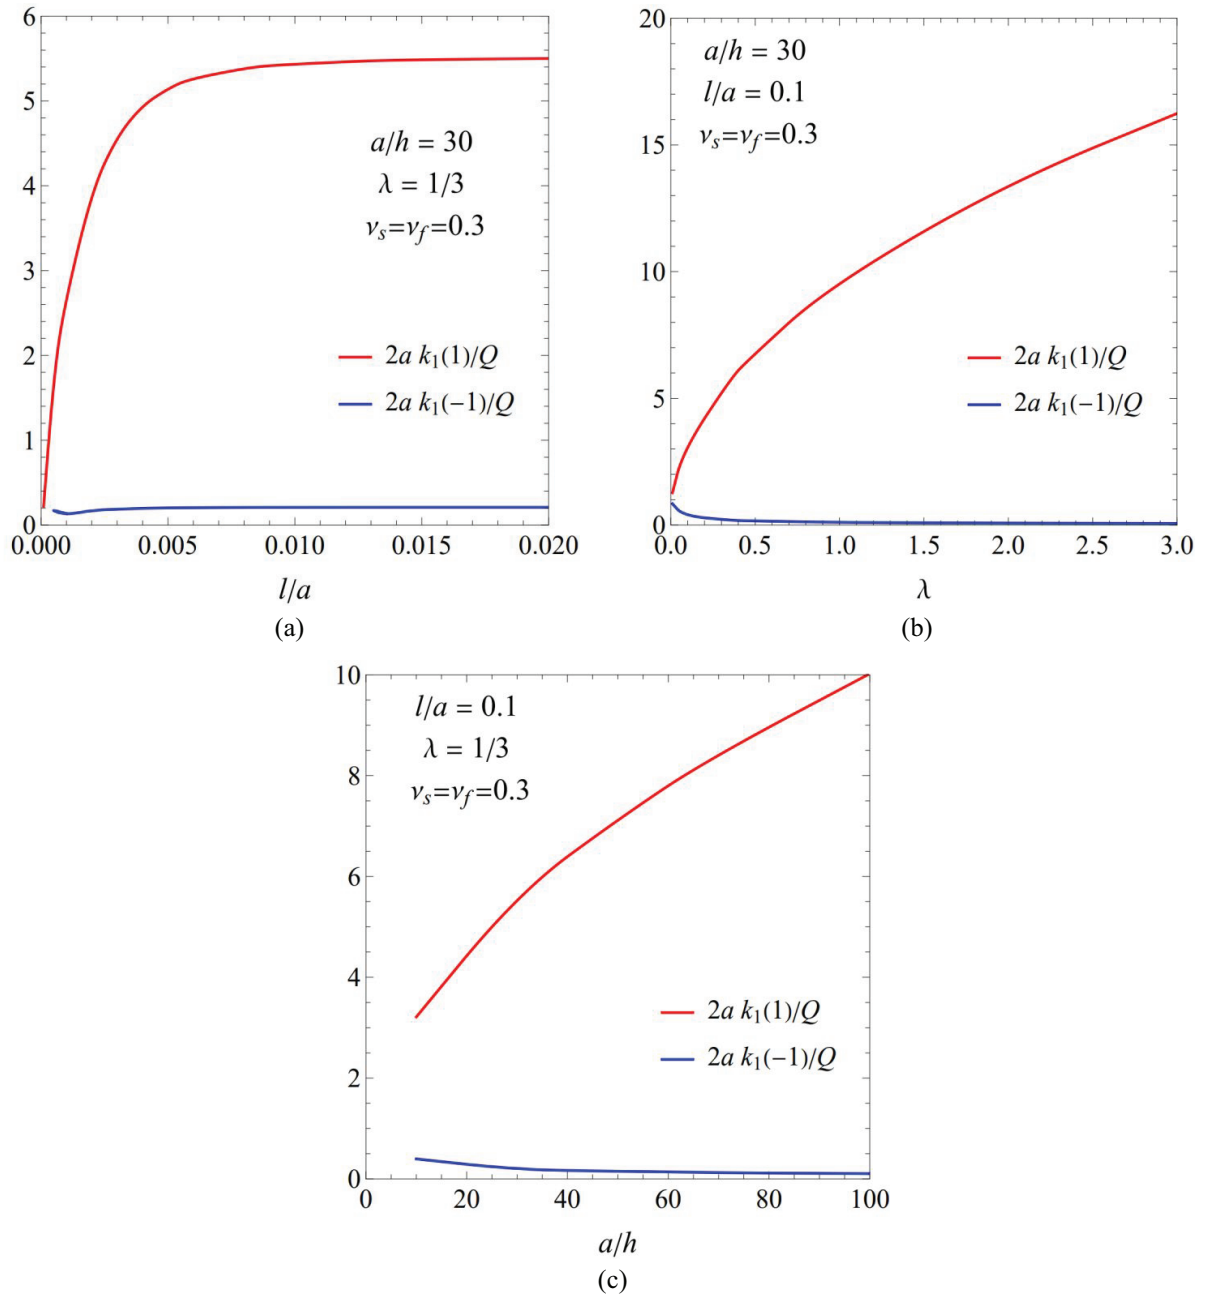 6
5
4
3
2
1
0
a/h = 30
λ = 1/3
νs=νf=0.3
2a k1(1)/Q
2a k1(−1)/Q
0.000 0.005 0.010 0.015 0.020
l/a
(a)
20
15
10
5
0
a/h = 30
l/a = 0.1
νs=νf=0.3
2a k1(1)/Q
2a k1(−1)/Q
0.0 0.5 1.0 1.5 2.0 2.5 3.0
λ
(b)
10
8
6
4
2
0
l/a = 0.1
λ = 1/3
νs=νf=0.3
2a k1(1)/Q
2a k1(−1)/Q
0 20 40 60 80 100
a/h
(c)